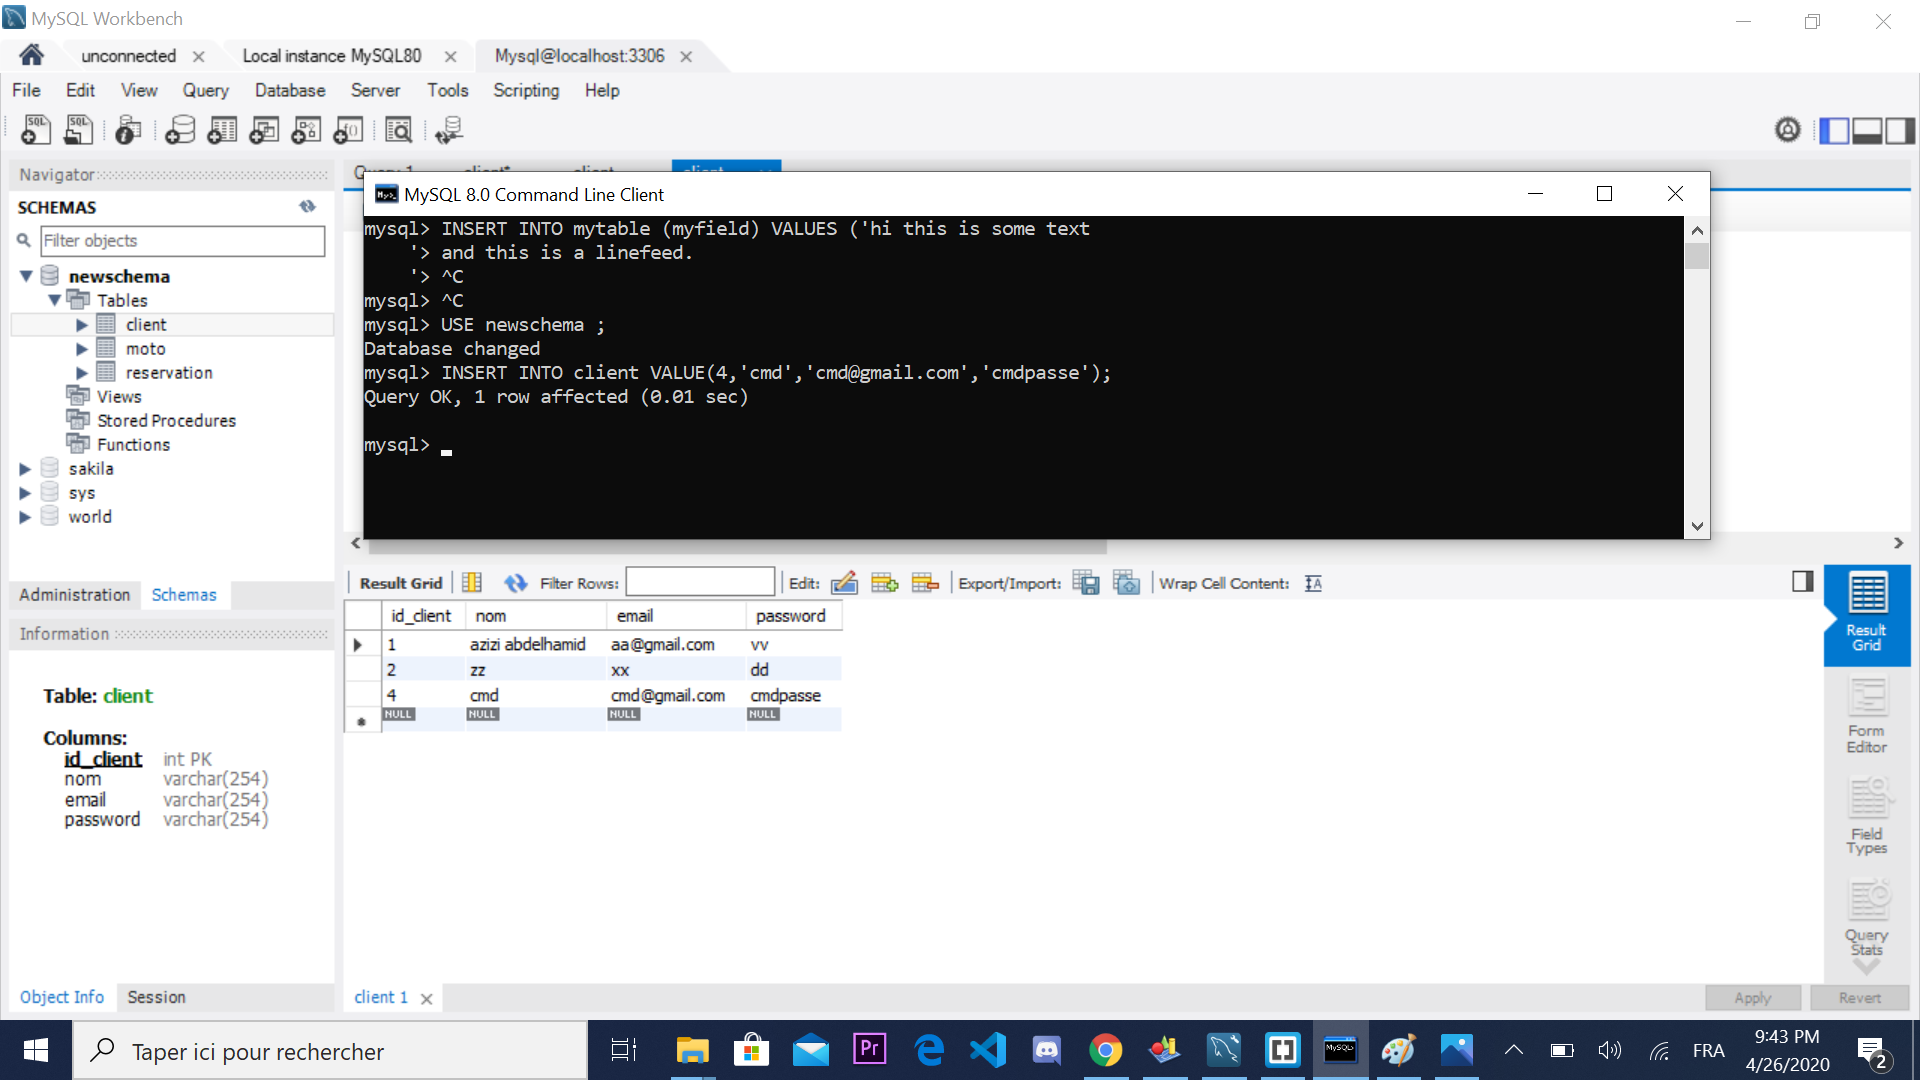 MySQL Workbench
unconnected
Local instance MySQL80
Mysql@localhost:3306
File Edit View Query Database Server Tools Scripting Help
Navigator
SCHEMAS
Filter objects
newschema
Tables
client
moto
reservation
Views
Stored Procedures
Functions
sakila
sys
world
Administration Schemas
Information
Table: client
Columns:
id_client int PK
nom varchar(254)
email varchar(254)
password varchar(254)
Object Info Session
MySQL 8.0 Command Line Client
mysql> INSERT INTO mytable (myfield) VALUES ('hi this is some text
'> and this is a linefeed.
'> ^C
mysql> ^C
mysql> USE newschema ;
Database changed
mysql> INSERT INTO client VALUE(4,'cmd','cmd@gmail.com','cmdpasse');
Query OK, 1 row affected (0.01 sec)
mysql>
Result Grid Filter Rows: Edit: Export/Import: Wrap Cell Content:
id_client nom email password
1 azizi abdelhamid aa@gmail.com vv
2 zz xx dd
4 cmd cmd@gmail.com cmdpasse
NULL NULL NULL NULL
Result
Grid
Form
Editor
Field
Types
Query
Stats
client 1
Apply Revert
Taper ici pour rechercher
Pr
MySQL>
FRA
9:43 PM
4/26/2020
2